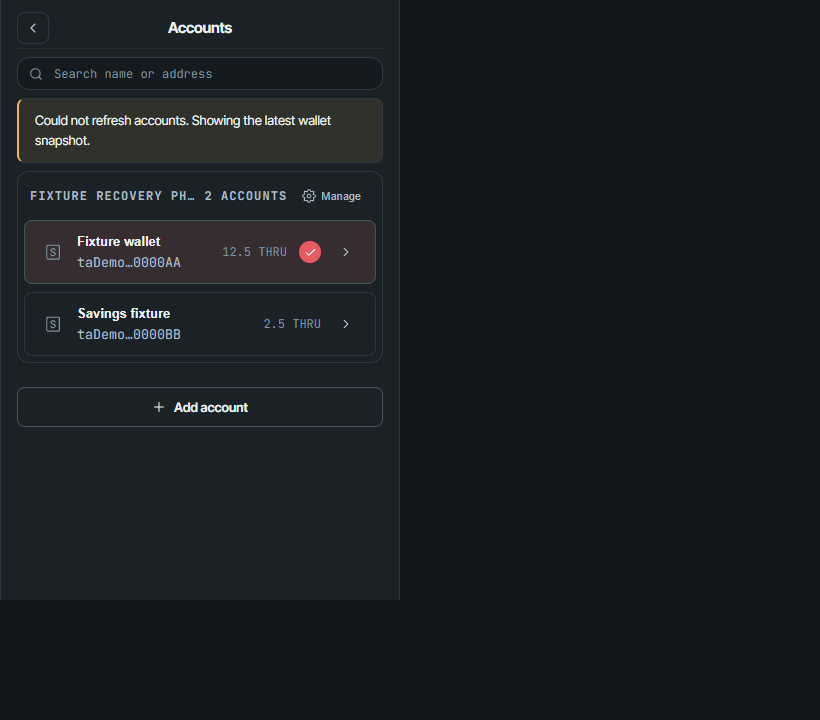 Accounts
Search name or address
Could not refresh accounts. Showing the latest wallet
snapshot.
FIXTURE RECOVERY PH… 2 ACCOUNTS Manage
S Fixture wallet 12.5 THRU
taDemo…0000AA
S Savings fixture 2.5 THRU
taDemo…0000BB
+ Add account